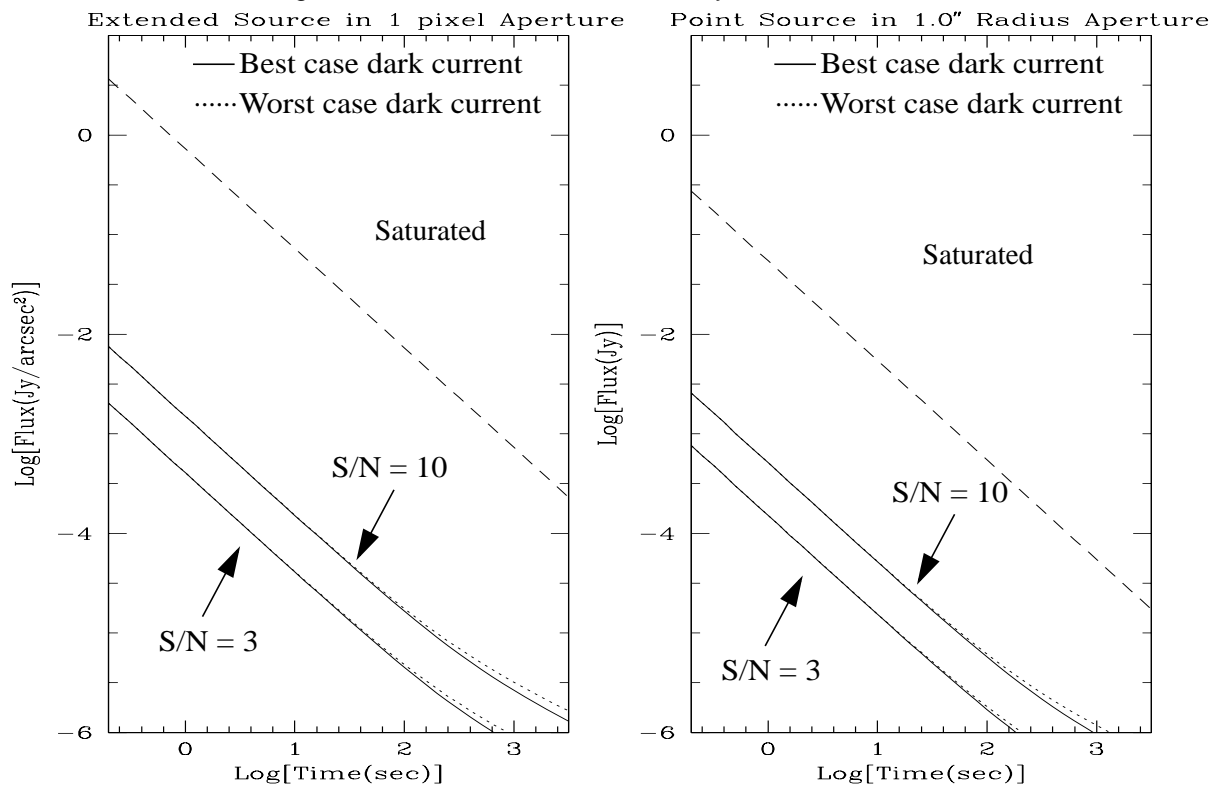 Extended Source in 1 pixel Aperture
Best case dark current
Worst case dark current
0
−2
−4
−6
Saturated
S/N = 10
S/N = 3
Log[Flux(Jy/arcsec²)]
0
1
2
3
Log[Time(sec)]
Point Source in 1.0″ Radius Aperture
Best case dark current
Worst case dark current
0
−2
−4
−6
Saturated
S/N = 10
S/N = 3
Log[Flux(Jy)]
0
1
2
3
Log[Time(sec)]